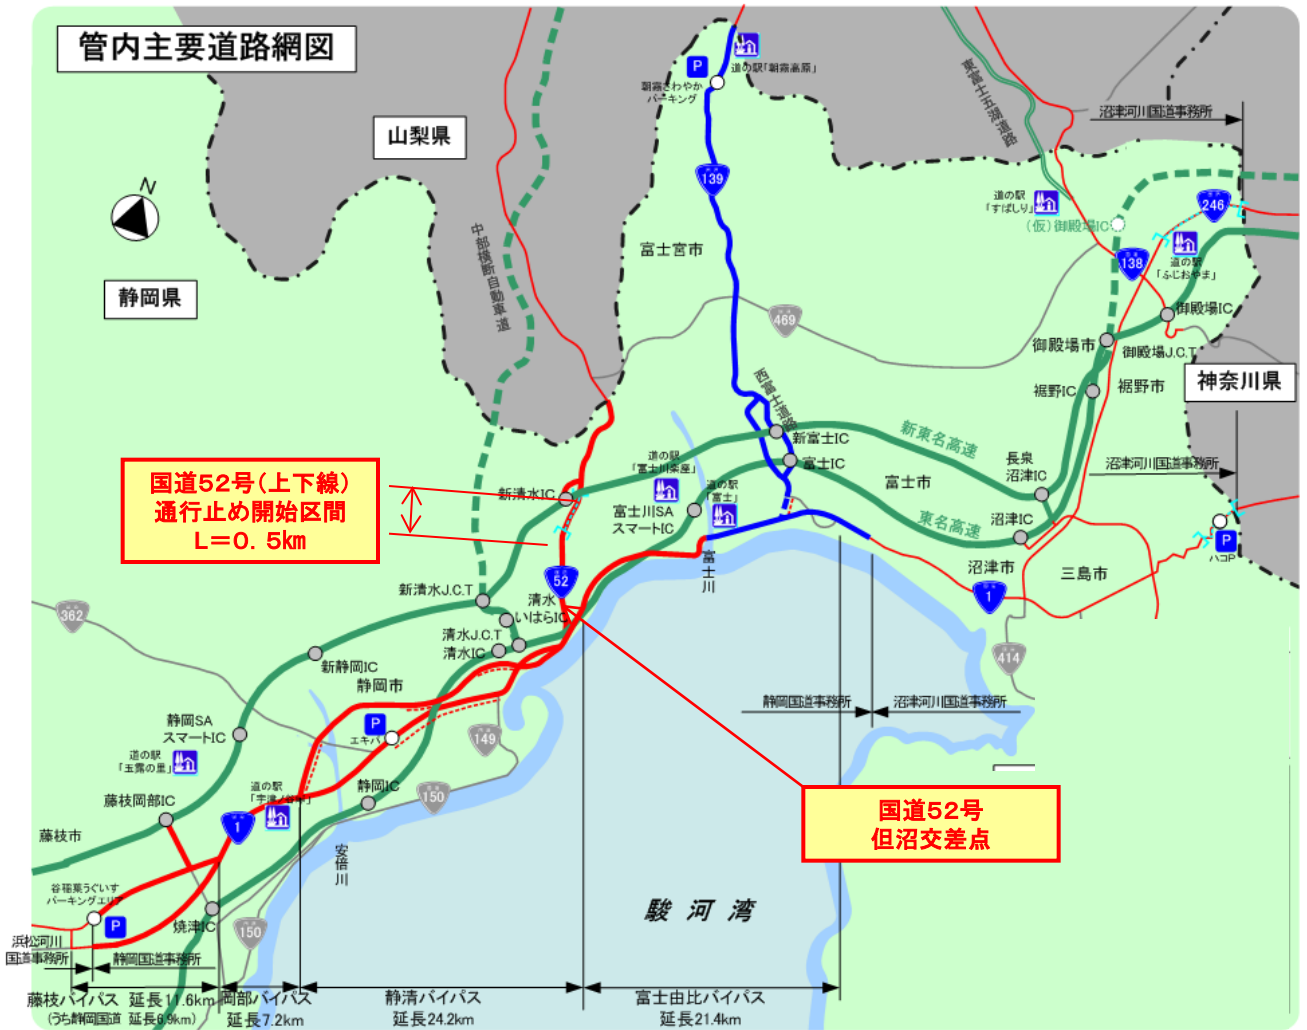 管内主要道路網図
山梨県
静岡県
神奈川県
N
中部横断自動車道
東富士五湖道路
沼津河川国道事務所
道の駅「朝霧高原」
P
朝霧さわやか
パーキング
139
富士宮市
469
道の駅
「すばしり」
(仮)御殿場IC
246
138
道の駅
「ふじおやま」
御殿場IC
御殿場市
御殿場J.C.T
裾野IC
裾野市
西富士道路
新富士IC
富士IC
新東名高速
東名高速
富士市
長泉
沼津IC
沼津IC
沼津市
三島市
沼津河川国道事務所
P
1
414
国道52号(上下線)
通行止め開始区間
L=0.5㎞
新清水IC
道の駅
「富士川楽座」
道の駅
「富士」
富士川SA
スマートIC
富士川
52
新清水J.C.T
清水
いはらIC
清水J.C.T
清水IC
362
新静岡IC
静岡市
静岡SA
スマートIC
P
エキパ
149
道の駅
「玉露の里」
道の駅
藤枝岡部IC
静岡IC
150
1
藤枝市
安倍川
静岡国道事務所
沼津河川国道事務所
国道52号
但沼交差点
谷稲葉うぐいす
パーキングエリア
P
焼津IC
150
駿河湾
浜松河川
国道事務所
静岡国道事務所
藤枝バイパス 延長11.6km
(うち静岡国道 延長6.9km)
岡部バイパス
延長7.2km
静清バイパス
延長24.2km
富士由比バイパス
延長21.4km